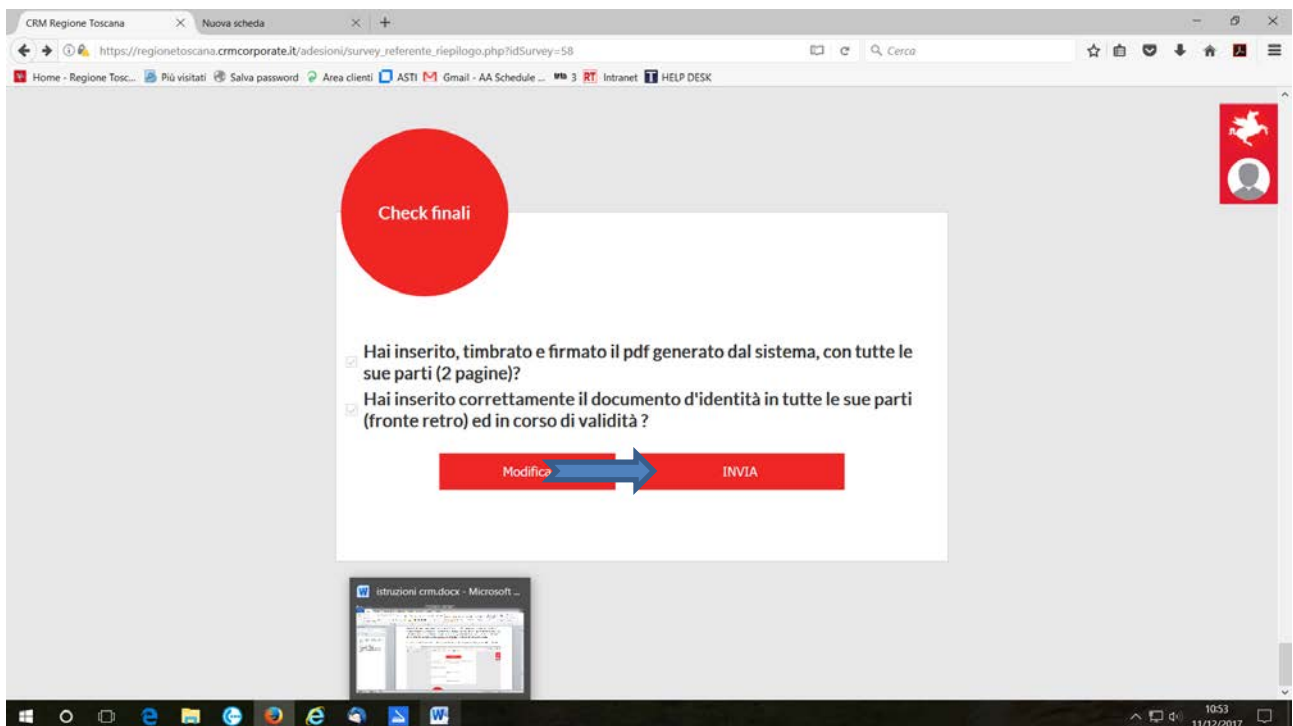 CRM Regione Toscana
Nuova scheda
https://regionetoscana.crmcorporate.it/adesioni/survey_referente_riepilogo.php?idSurvey=58
Cerca
Home - Regione Tosc...
Più visitati
Salva password
Area clienti
ASTI
Gmail - AA Schedule ...
3
RT
Intranet
HELP DESK
Check finali
Hai inserito, timbrato e firmato il pdf generato dal sistema, con tutte le
sue parti (2 pagine)?
Hai inserito correttamente il documento d'identità in tutte le sue parti
(fronte retro) ed in corso di validità ?
Modifica
INVIA
istruzioni crm.docx - Microsoft ...
10:53
11/12/2017